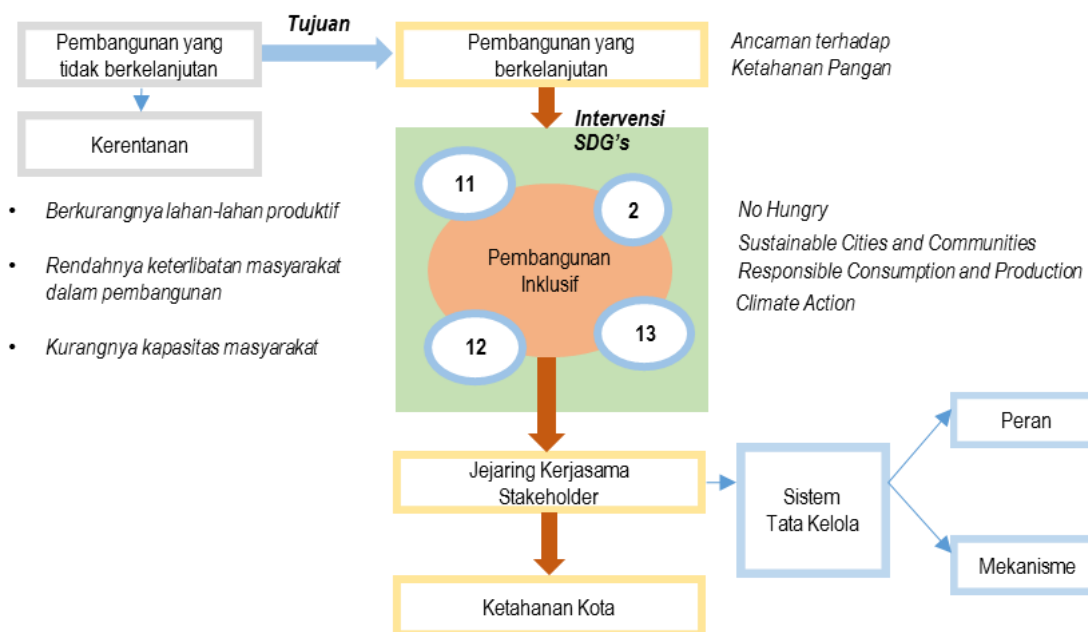 Tujuan
Pembangunan yang
tidak berkelanjutan
Pembangunan yang
berkelanjutan
Ancaman terhadap
Ketahanan Pangan
Kerentanan
Intervensi
SDG's
11
2
Pembangunan
Inklusif
12
13
• Berkurangnya lahan-lahan produktif
• Rendahnya keterlibatan masyarakat
dalam pembangunan
• Kurangnya kapasitas masyarakat
No Hungry
Sustainable Cities and Communities
Responsible Consumption and Production
Climate Action
Jejaring Kerjasama
Stakeholder
Sistem
Tata Kelola
Peran
Mekanisme
Ketahanan Kota